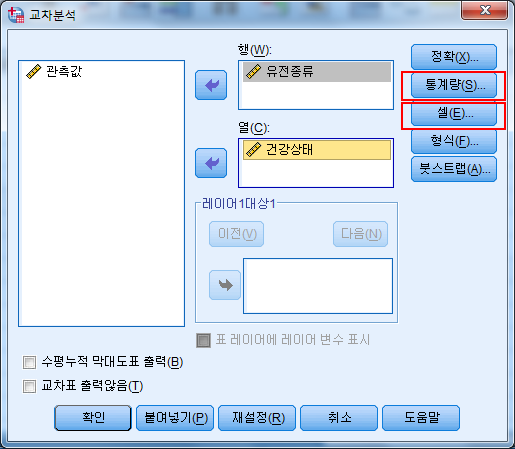 교차분석
관측값
행(W):
유전종류
열(C):
건강상태
레이어1대상1
이전(V)
다음(N)
표 레이어에 레이어 변수 표시
정확(X)...
통계량(S)...
셀(E)...
형식(F)...
붓스트랩(A)...
수평누적 막대도표 출력(B)
교차표 출력않음(T)
확인
붙여넣기(P)
재설정(R)
취소
도움말